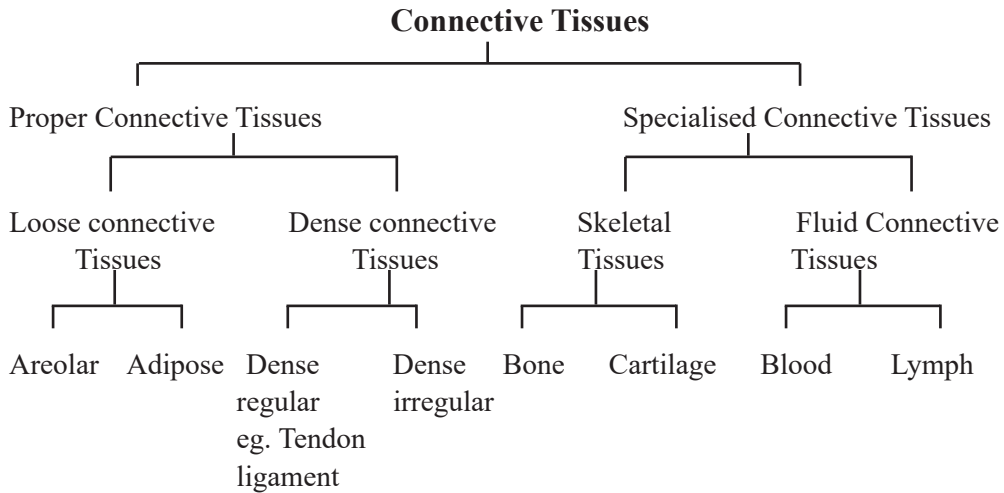 Connective Tissues
Proper Connective Tissues
Specialised Connective Tissues
Loose connective
Tissues
Dense connective
Tissues
Skeletal
Tissues
Fluid Connective
Tissues
Areolar
Adipose
Dense
regular
eg. Tendon
ligament
Dense
irregular
Bone
Cartilage
Blood
Lymph